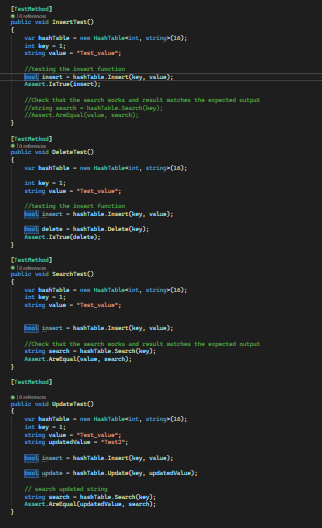 [TestMethod]
| 0 references
public void InsertTest()
{
var hashTable = new HashTable<int, string>(16);
int key = 1;
string value = "Test_value";
//testing the insert function
bool insert = hashTable.Insert(key, value);
Assert.IsTrue(insert);
//Check that the search works and result matches the expected output
//string search = hashTable.Search(key);
//Assert.AreEqual(value, search);
}
[TestMethod]
| 0 references
public void DeleteTest()
{
var hashTable = new HashTable<int, string>(16);
int key = 1;
string value = "Test_value";
//testing the insert function
bool insert = hashTable.Insert(key, value);
bool delete = hashTable.Delete(key);
Assert.IsTrue(delete);
}
[TestMethod]
| 0 references
public void SearchTest()
{
var hashTable = new HashTable<int, string>(16);
int key = 1;
string value = "Test_value";
bool insert = hashTable.Insert(key, value);
//Check that the search works and result matches the expected output
string search = hashTable.Search(key);
Assert.AreEqual(value, search);
}
[TestMethod]
| 0 references
public void UpdateTest()
{
var hashTable = new HashTable<int, string>(16);
int key = 1;
string value = "Test_value";
string updatedValue = "Test2";
bool insert = hashTable.Insert(key, value);
bool update = hashTable.Update(key, updatedValue);
// search updated string
string search = hashTable.Search(key);
Assert.AreEqual(updatedValue, search);
}